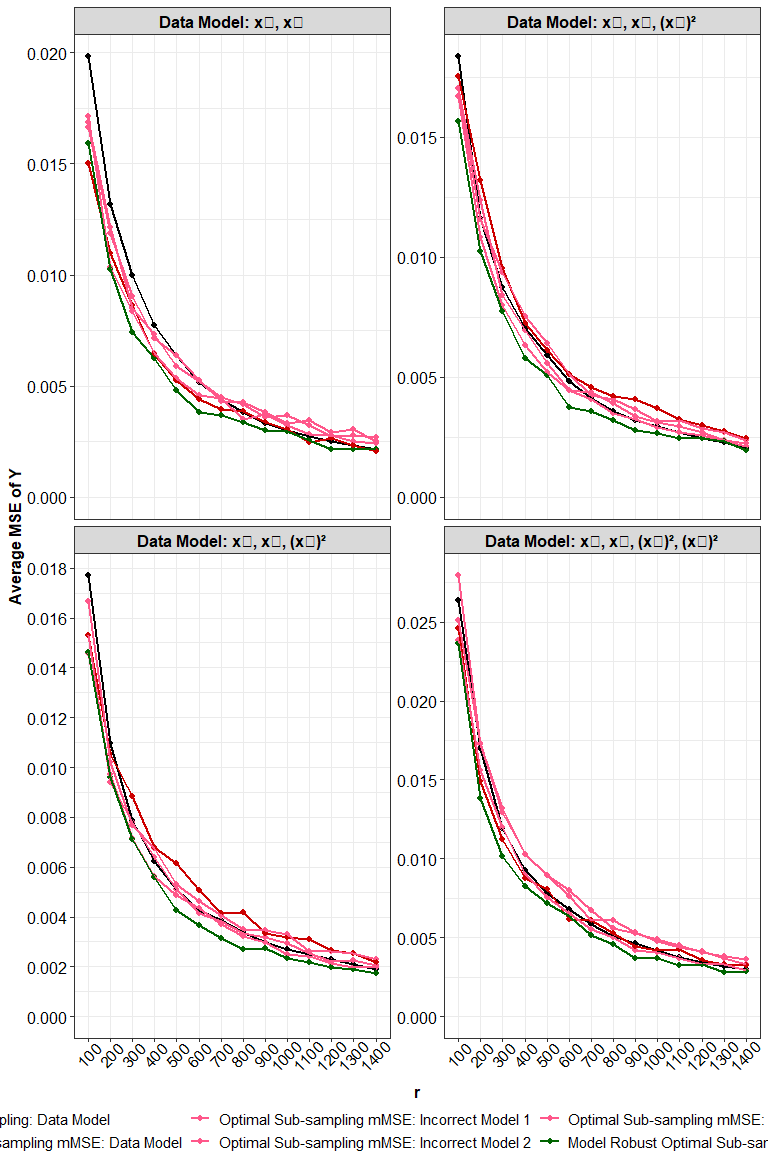 Data Model: x▯, x▯
Data Model: x▯, x▯, (x▯)²
0.020
0.015
0.010
0.005
0.000
0.015
0.010
0.005
0.000
Average MSE of Y
Data Model: x▯, x▯, (x▯)²
Data Model: x▯, x▯, (x▯)², (x▯)²
0.018
0.016
0.014
0.012
0.010
0.008
0.006
0.004
0.002
0.000
0.025
0.020
0.015
0.010
0.005
0.000
100 200 300 400 500 600 700 800 900 1000 1100 1200 1300 1400
100 200 300 400 500 600 700 800 900 1000 1100 1200 1300 1400
r
pling: Data Model
Optimal Sub-sampling mMSE: Incorrect Model 1
Optimal Sub-sampling mMSE:
sampling mMSE: Data Model
Optimal Sub-sampling mMSE: Incorrect Model 2
Model Robust Optimal Sub-sar